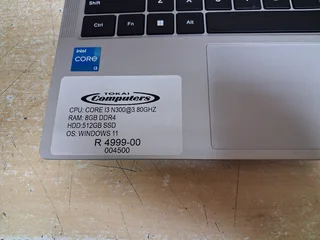 Shift
Z
X
Ctrl
Fn
Alt
intel
CORE
i3
TOKAI
Computers
CPU: CORE I3 N300@3.80GHZ
RAM: 8GB DDR4
HDD:512GB SSD
OS: WINDOWS 11
R 4999-00
004500